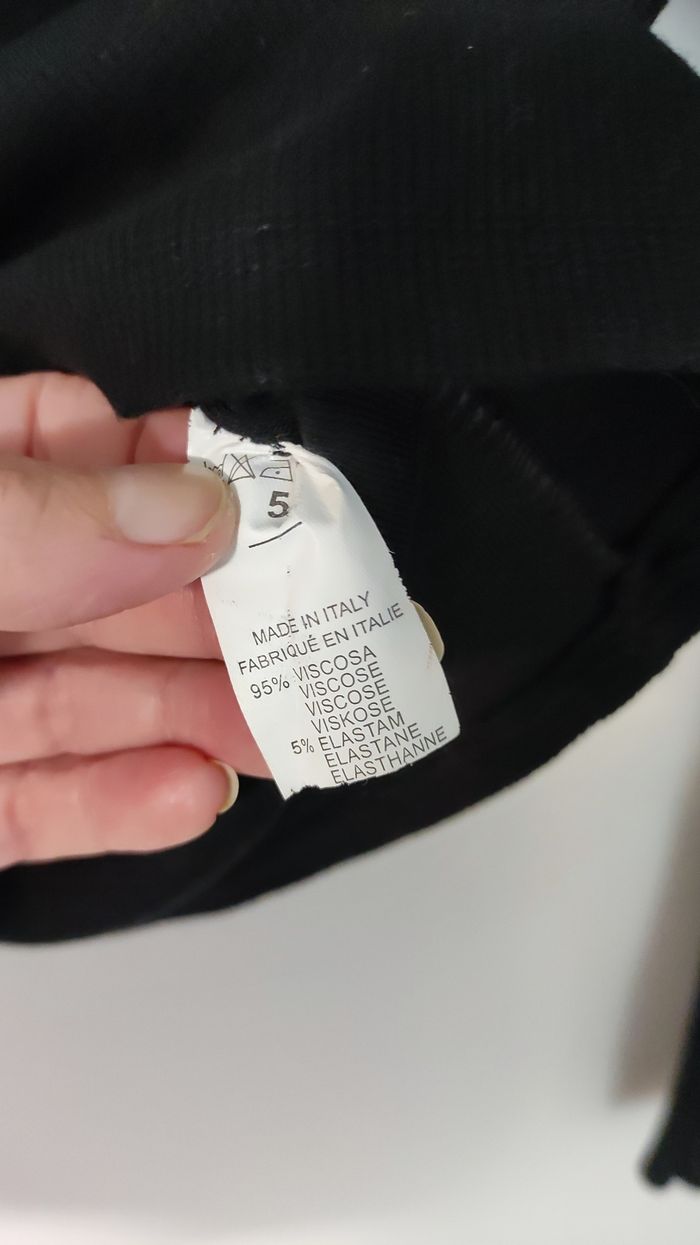 5
MADE IN ITALY
FABRIQUÉ EN ITALIE
95% VISCOSA
VISCOSE
VISCOSE
VISKOSE
5% ELASTAM
ELASTANE
ELASTHANNE